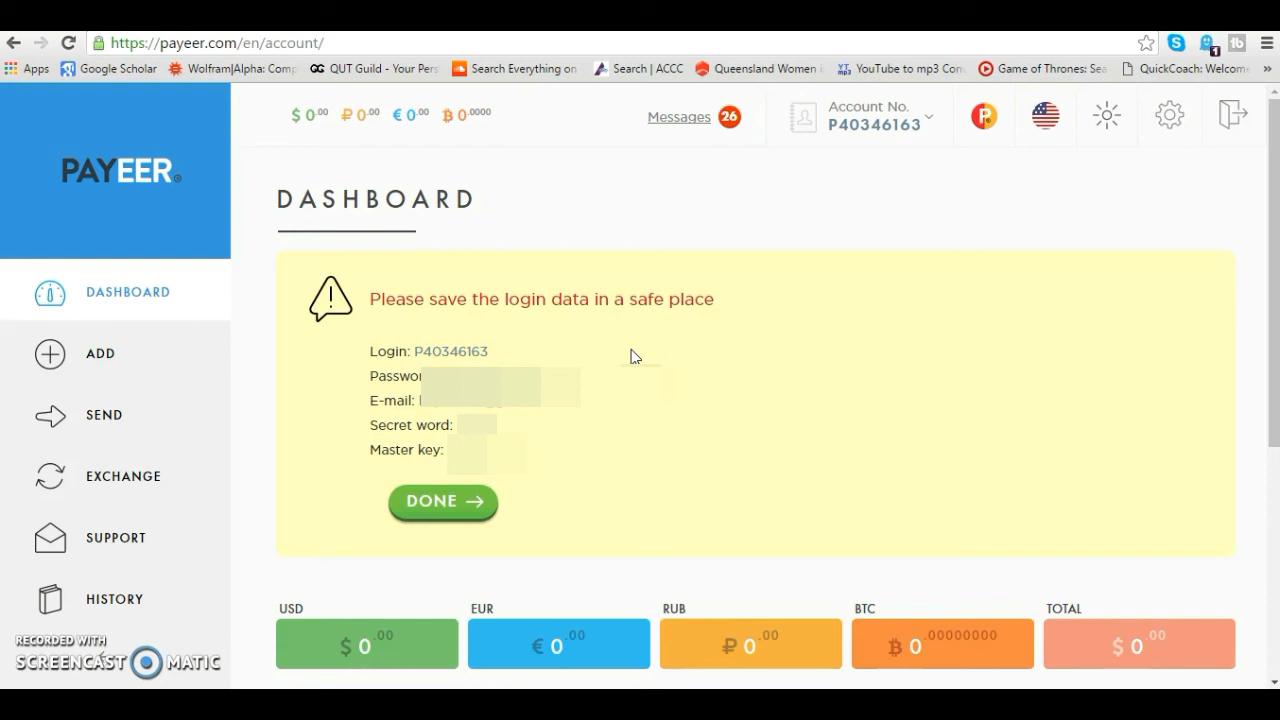 https://payeer.com/en/account/
Apps Google Scholar Wolfram|Alpha: Comp QUT Guild - Your Pers Search Everything on Search | ACCC Queensland Women i YouTube to mp3 Con Game of Thrones: Sea QuickCoach: Welcome »
1
$ 0.00 ₽ 0.00 € 0.00 ₿ 0.0000
Messages 26
Account No.
P40346163
PAYEER
DASHBOARD
Please save the login data in a safe place
Login: P40346163
Passwo
E-mail:
Secret word:
Master key:
DONE →
DASHBOARD
ADD
SEND
EXCHANGE
SUPPORT
HISTORY
USD EUR RUB BTC TOTAL
$ 0.00 € 0.00 ₽ 0.00 ₿ 0.00000000 $ 0.00
RECORDED WITH
SCREENCAST MATIC